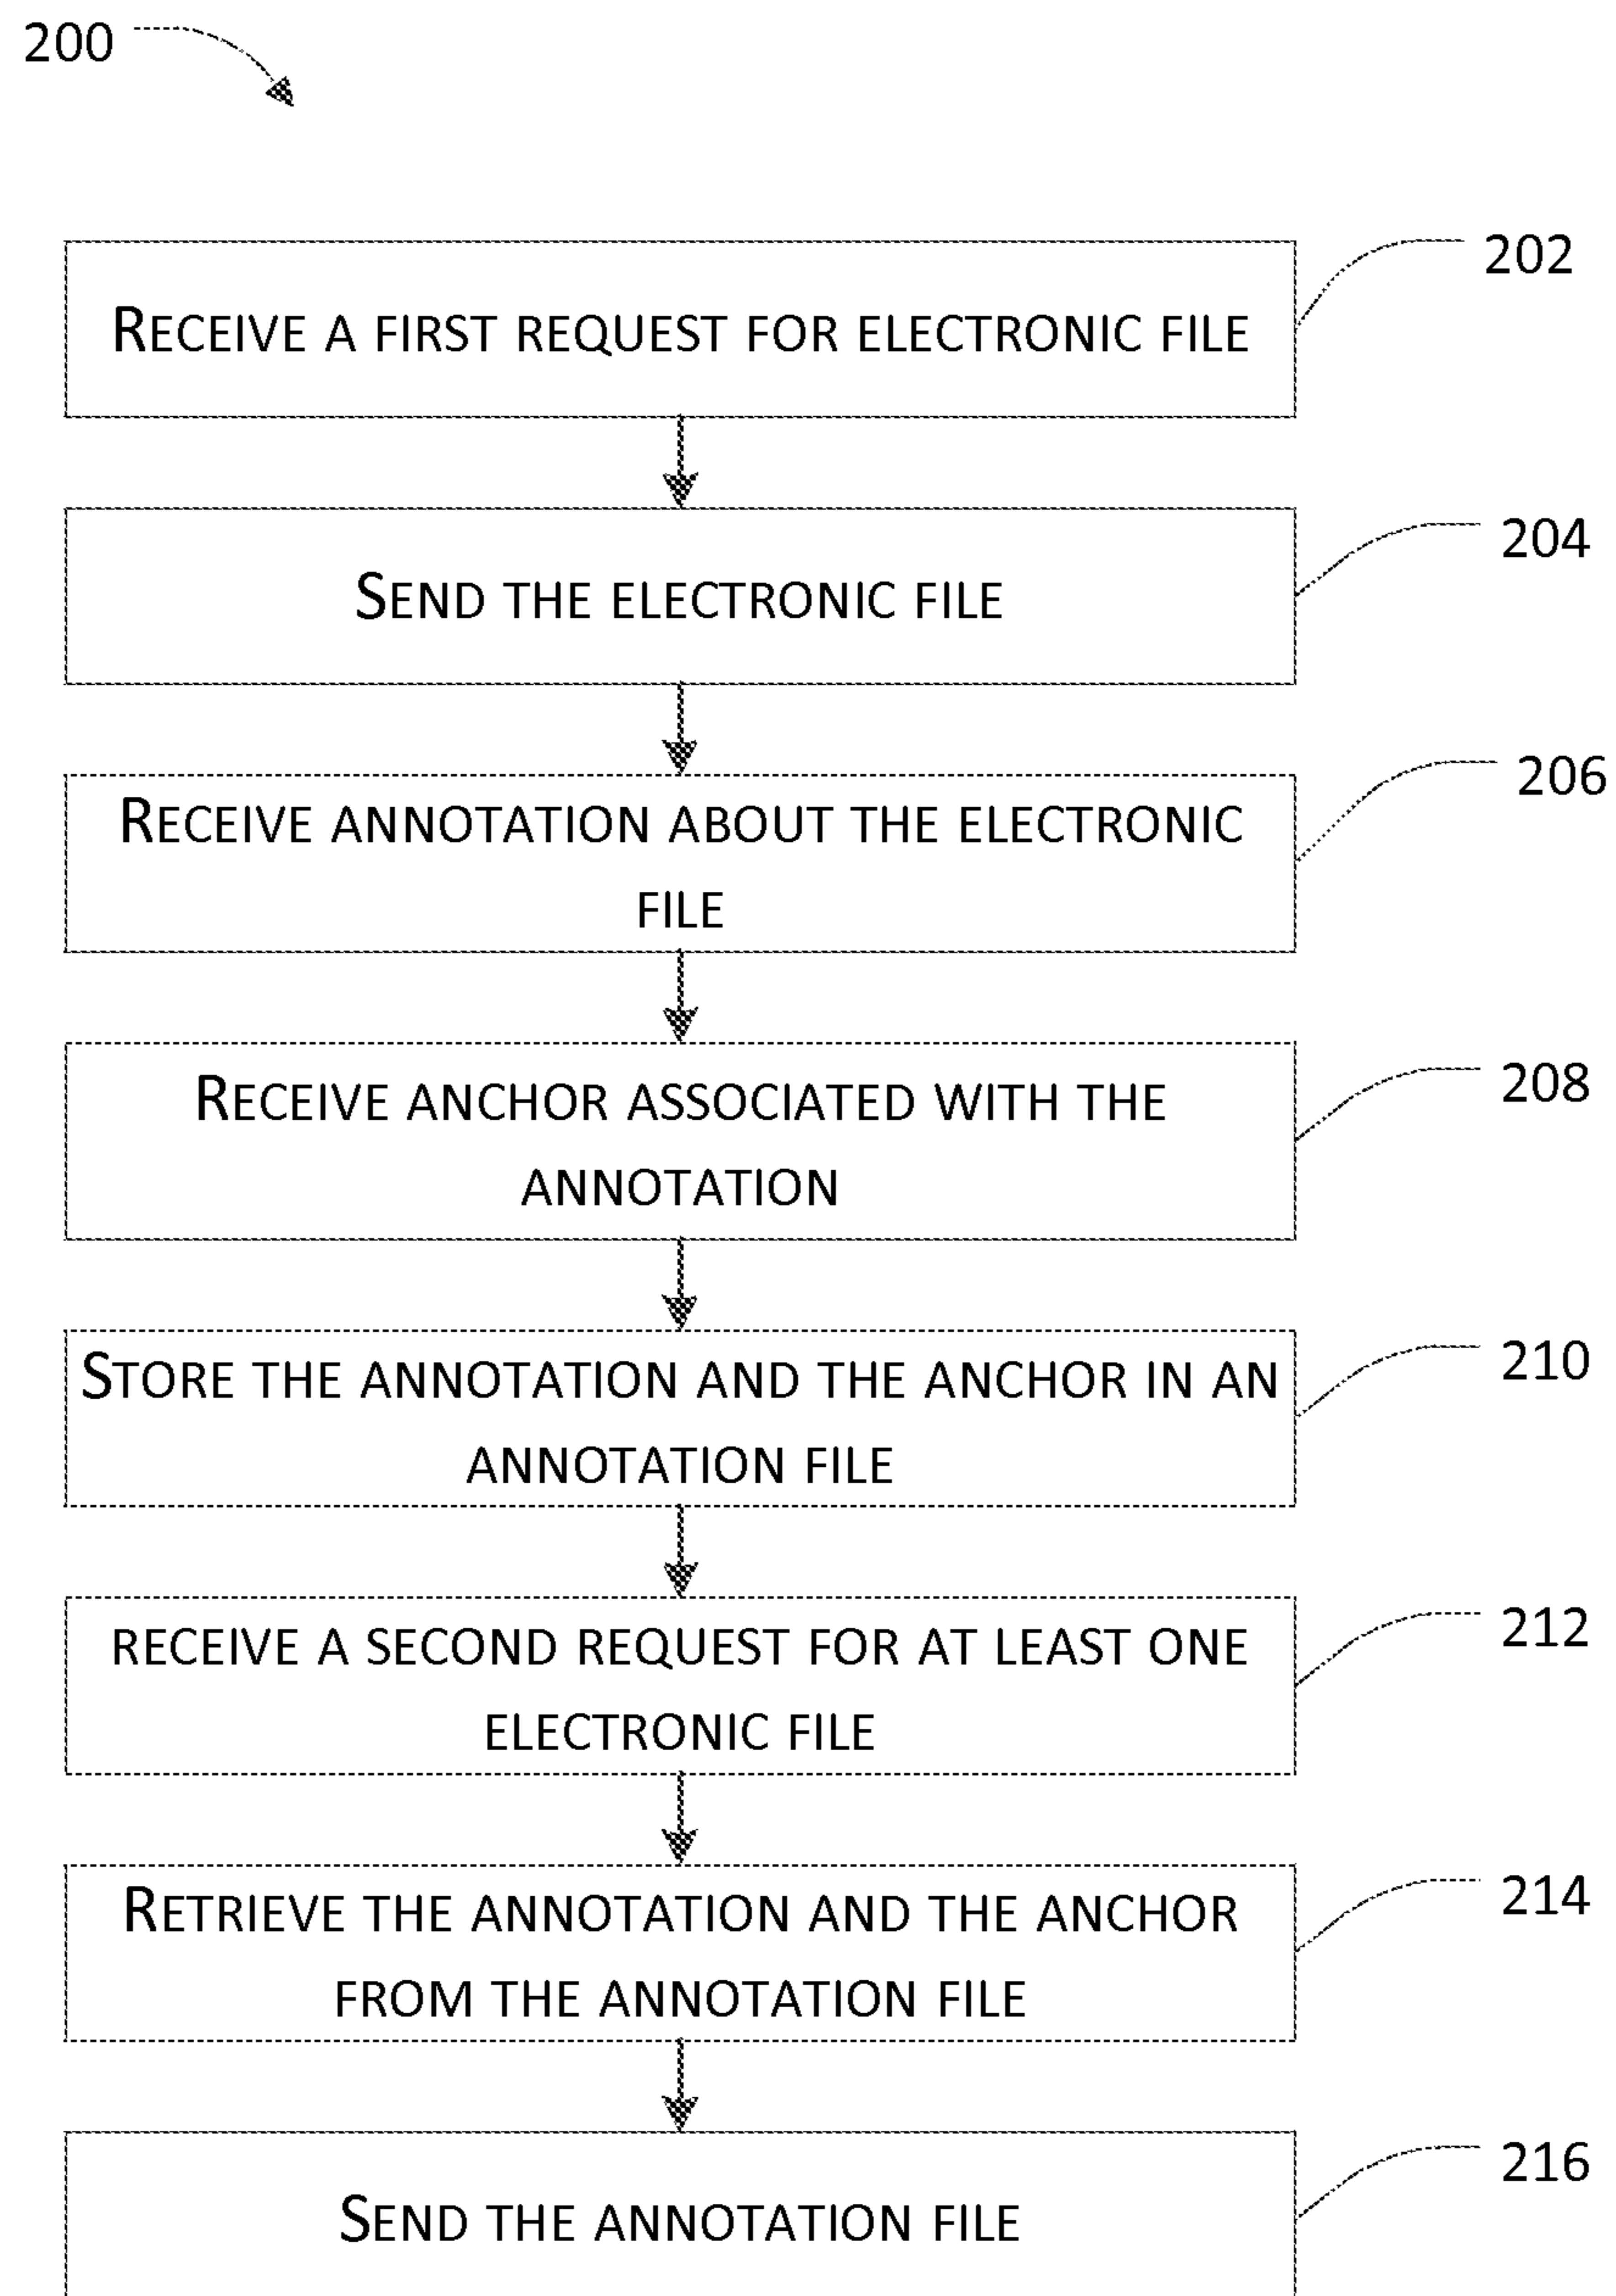 200
202
RECEIVE A FIRST REQUEST FOR ELECTRONIC FILE
204
SEND THE ELECTRONIC FILE
206
RECEIVE ANNOTATION ABOUT THE ELECTRONIC
FILE
208
RECEIVE ANCHOR ASSOCIATED WITH THE
ANNOTATION
210
STORE THE ANNOTATION AND THE ANCHOR IN AN
ANNOTATION FILE
212
RECEIVE A SECOND REQUEST FOR AT LEAST ONE
ELECTRONIC FILE
214
RETRIEVE THE ANNOTATION AND THE ANCHOR
FROM THE ANNOTATION FILE
216
SEND THE ANNOTATION FILE